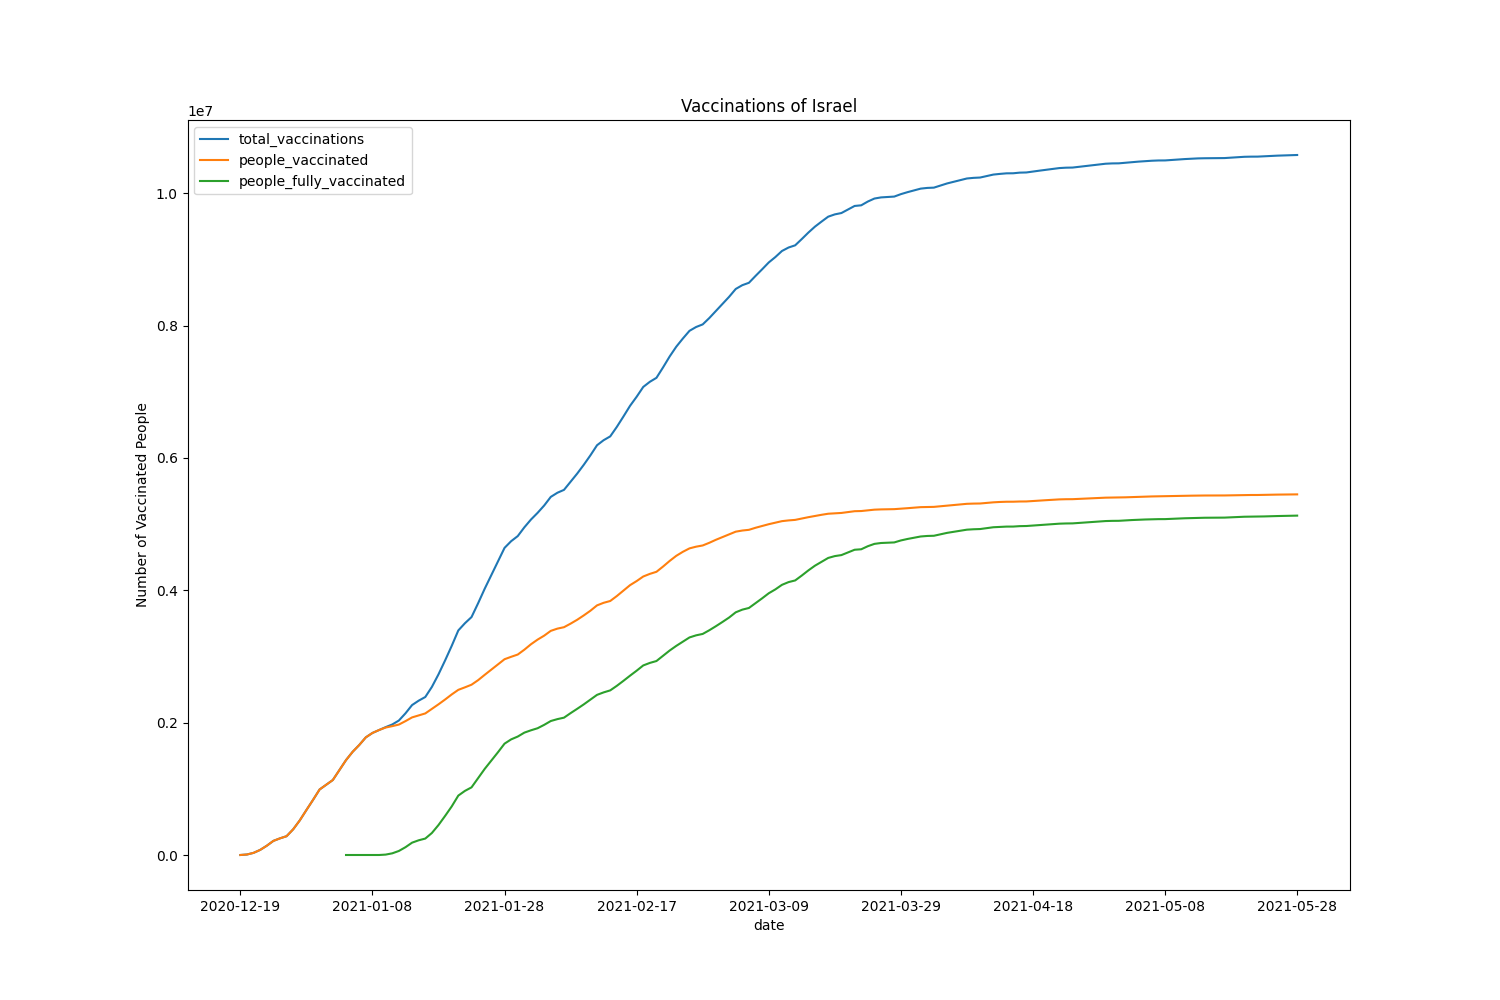 Vaccinations of Israel
1e7
total_vaccinations
people_vaccinated
people_fully_vaccinated
1.0
0.8
0.6
0.4
0.2
0.0
Number of Vaccinated People
2020-12-19 2021-01-08 2021-01-28 2021-02-17 2021-03-09 2021-03-29 2021-04-18 2021-05-08 2021-05-28
date